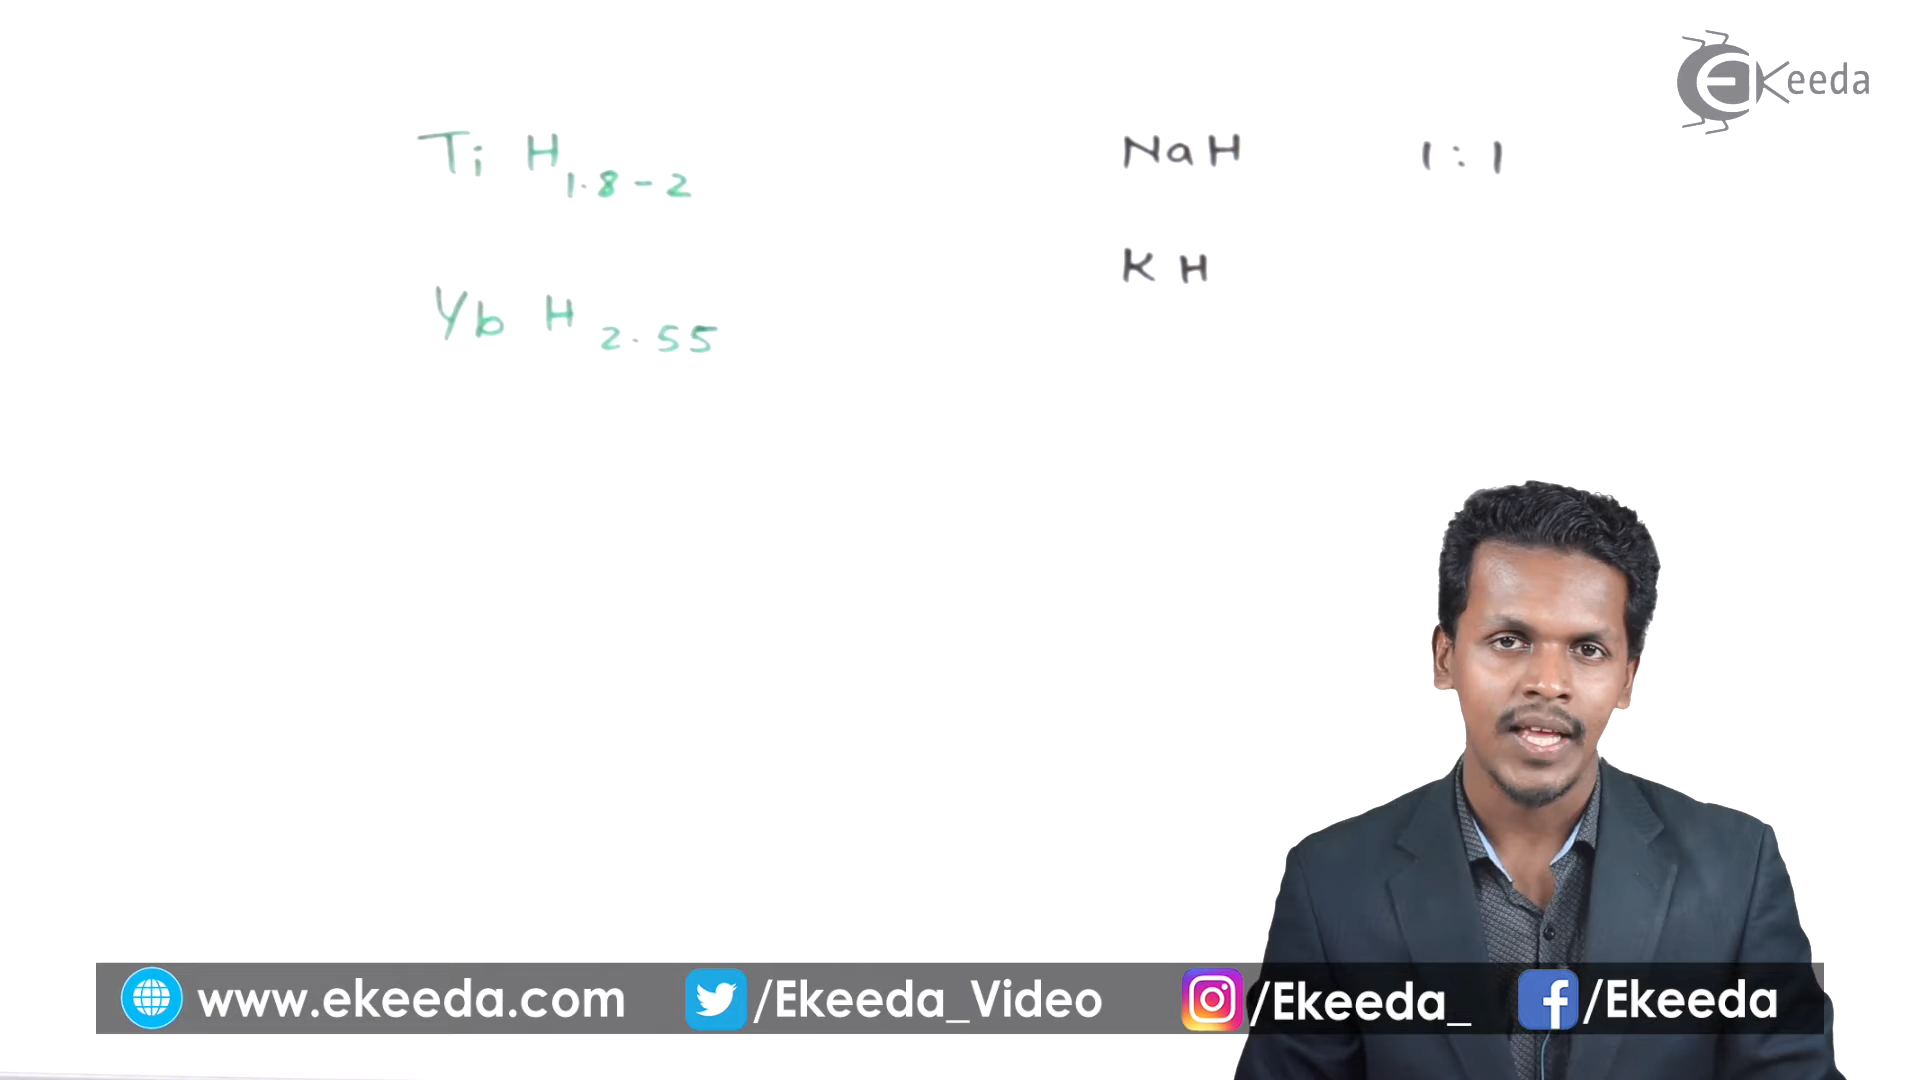 Ekeeda
Ti H1.8-2 NaH 1:1
KH
Yb H2.55
www.ekeeda.com /Ekeeda_Video /Ekeeda_ /Ekeeda